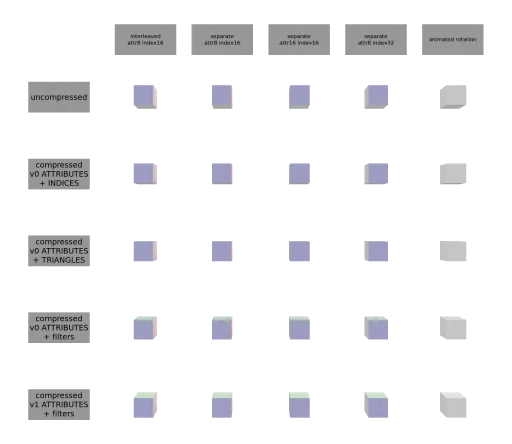 interleaved
attr8 index16
separate
attr8 index16
separate
attr16 index16
separate
attr8 index32
animated rotation
uncompressed
compressed
v0 ATTRIBUTES
+ INDICES
compressed
v0 ATTRIBUTES
+ TRIANGLES
compressed
v0 ATTRIBUTES
+ filters
compressed
v1 ATTRIBUTES
+ filters